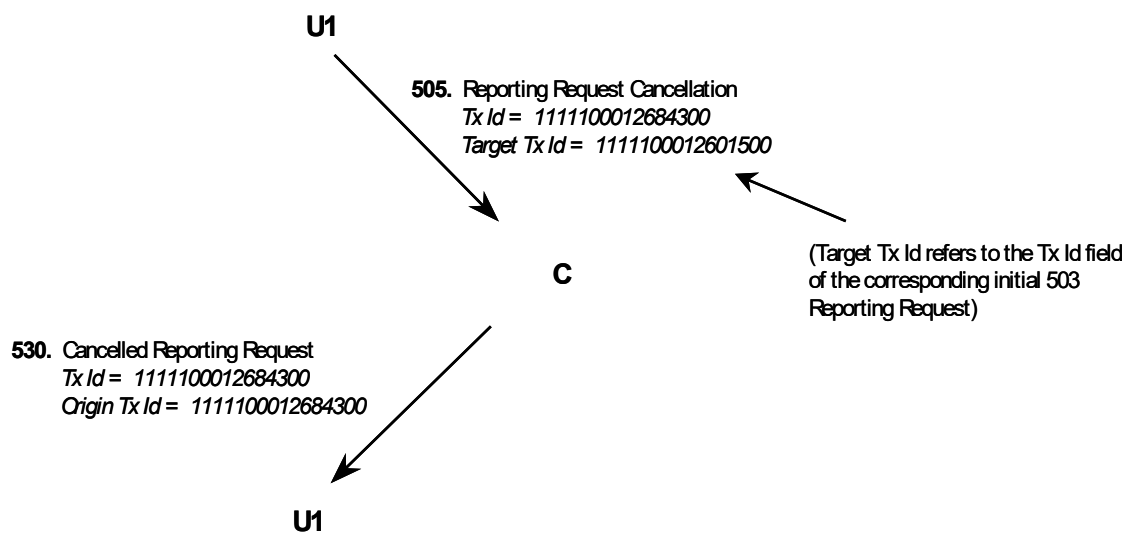 U1
505. Reporting Request Cancellation
Tx Id = 1111100012684300
Target Tx Id = 1111100012601500
(Target Tx Id refers to the Tx Id field
of the corresponding initial 503
Reporting Request)
C
530. Cancelled Reporting Request
Tx Id = 1111100012684300
Origin Tx Id = 1111100012684300
U1